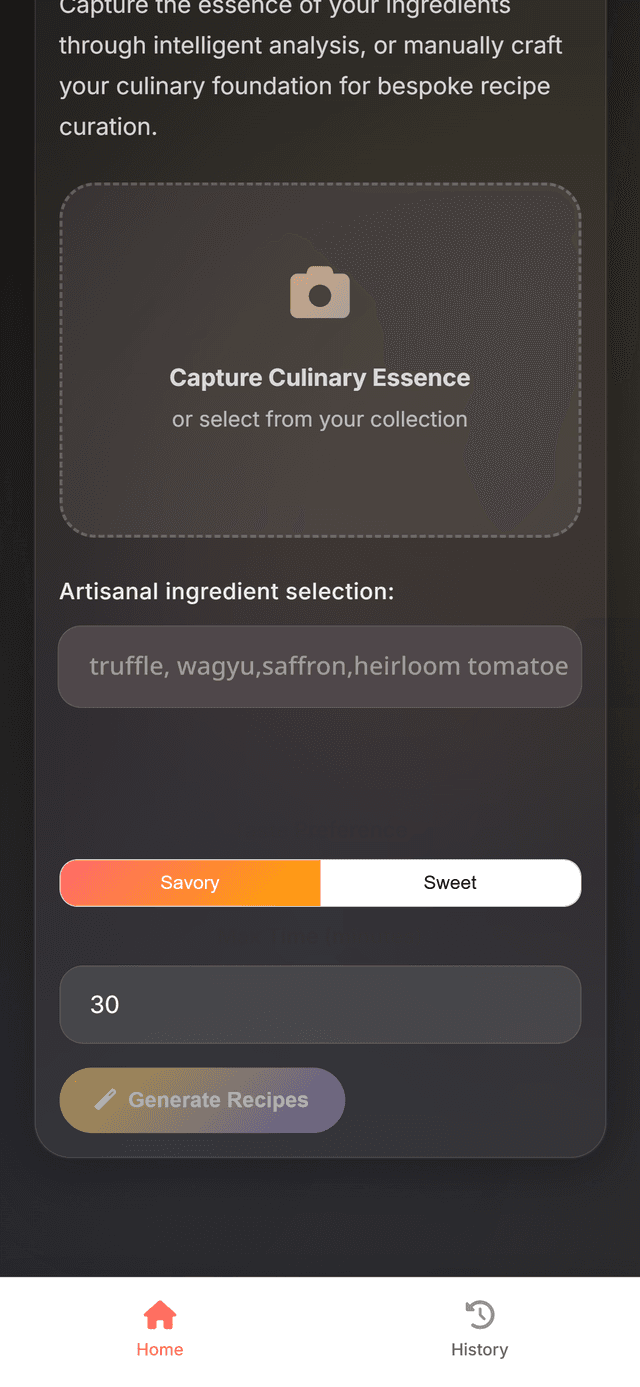 Capture the essence of your ingredients
through intelligent analysis, or manually craft
your culinary foundation for bespoke recipe
curation.
Capture Culinary Essence
or select from your collection
Artisanal ingredient selection:
truffle, wagyu,saffron,heirloom tomatoe
Savory
Sweet
30
Generate Recipes
Home
History